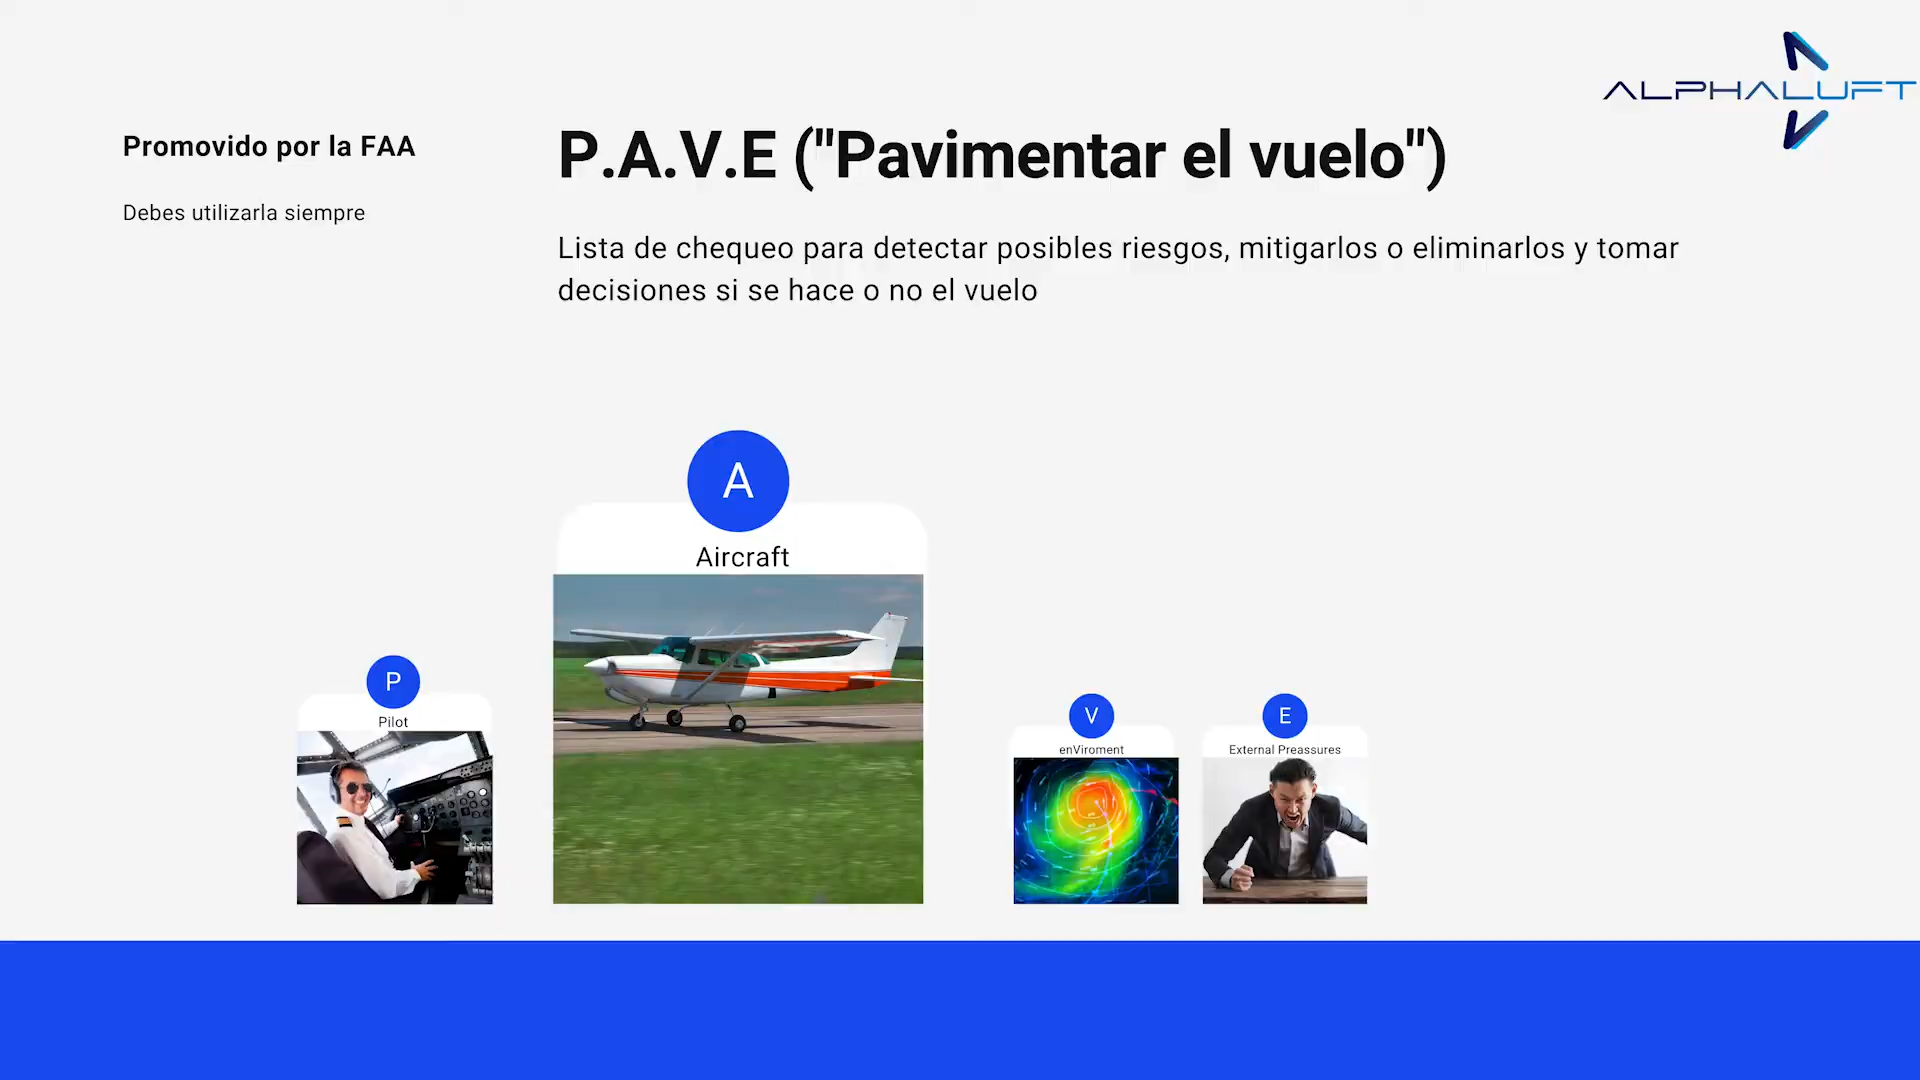 ALPHALUFT
Promovido por la FAA
Debes utilizarla siempre
P.A.V.E ("Pavimentar el vuelo")
Lista de chequeo para detectar posibles riesgos, mitigarlos o eliminarlos y tomar
decisiones si se hace o no el vuelo
P
Pilot
A
Aircraft
V
enViroment
E
External Preassures